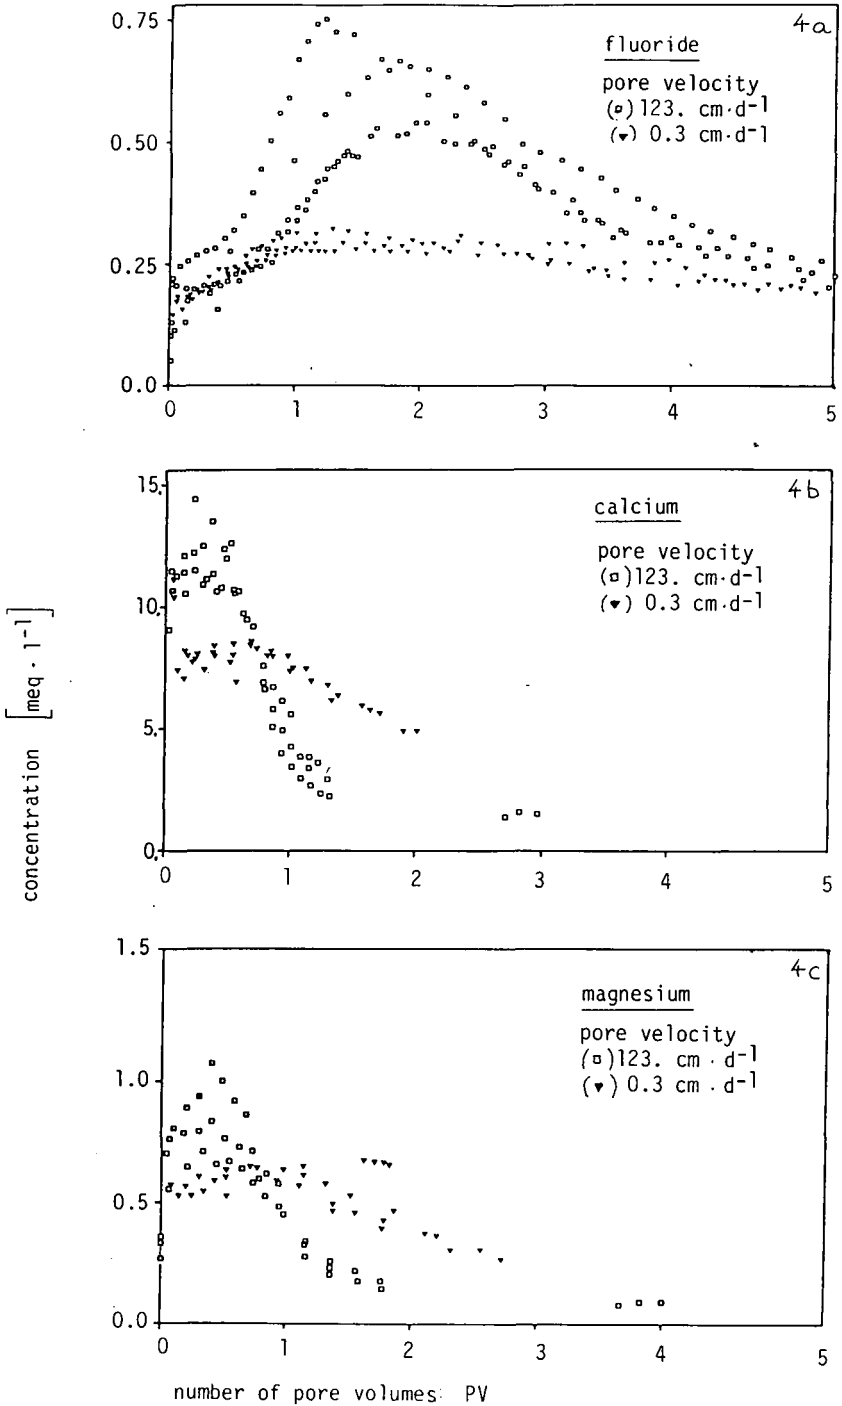 4a
fluoride
pore velocity
(▫) 123. cm·d⁻¹
(▾) 0.3 cm·d⁻¹
0.75
0.50
0.25
0.0
0 1 2 3 4 5
4b
calcium
pore velocity
(▫) 123. cm·d⁻¹
(▾) 0.3 cm·d⁻¹
15.
10.
5.
0.
0 1 2 3 4 5
concentration [meq · l⁻¹]
4c
magnesium
pore velocity
(▫) 123. cm · d⁻¹
(▾) 0.3 cm · d⁻¹
1.5
1.0
0.5
0.0
0 1 2 3 4 5
number of pore volumes PV